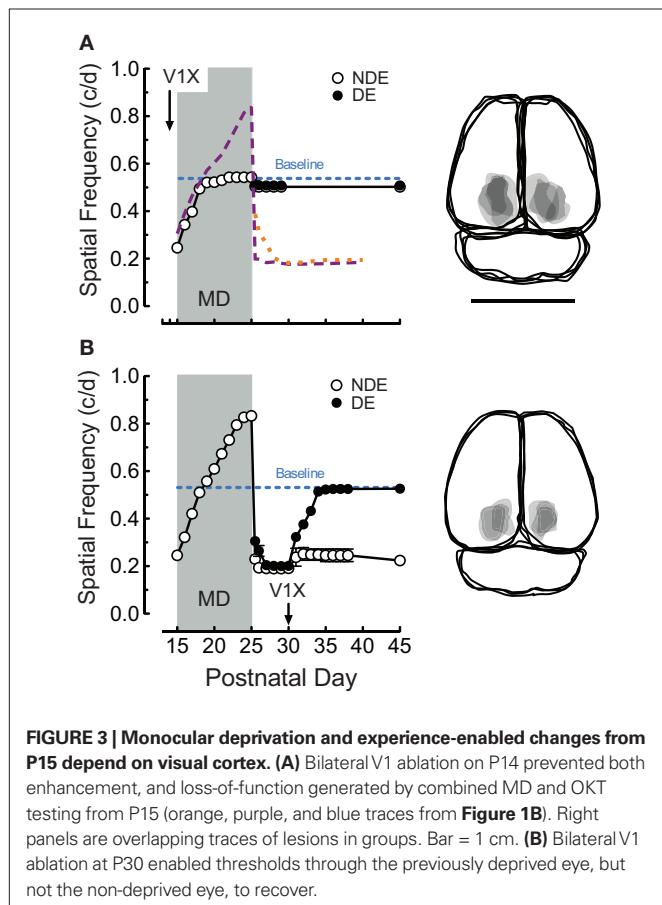 A
V1X
NDE
DE
Baseline
MD
Spatial Frequency (c/d)
1.0
0.8
0.6
0.4
0.2
0.0
B
NDE
DE
Baseline
MD
V1X
Spatial Frequency (c/d)
1.0
0.8
0.6
0.4
0.2
0.0
15 20 25 30 35 40 45
Postnatal Day
FIGURE 3 | Monocular deprivation and experience-enabled changes from
P15 depend on visual cortex. (A) Bilateral V1 ablation on P14 prevented both
enhancement, and loss-of-function generated by combined MD and OKT
testing from P15 (orange, purple, and blue traces from Figure 1B). Right
panels are overlapping traces of lesions in groups. Bar = 1 cm. (B) Bilateral V1
ablation at P30 enabled thresholds through the previously deprived eye, but
not the non-deprived eye, to recover.